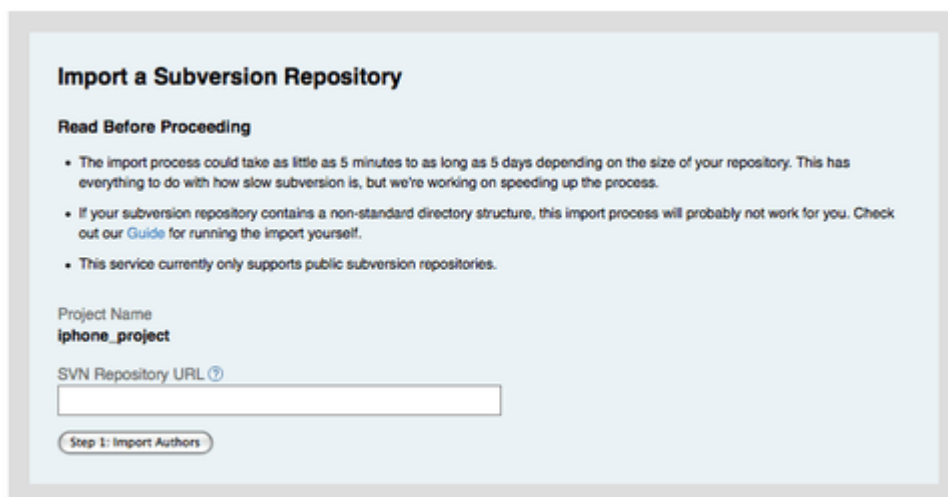 Import a Subversion Repository
Read Before Proceeding
• The import process could take as little as 5 minutes to as long as 5 days depending on the size of your repository. This has
everything to do with how slow subversion is, but we're working on speeding up the process.
• If your subversion repository contains a non-standard directory structure, this import process will probably not work for you. Check
out our Guide for running the import yourself.
• This service currently only supports public subversion repositories.
Project Name
iphone_project
SVN Repository URL ?
Step 1: Import Authors